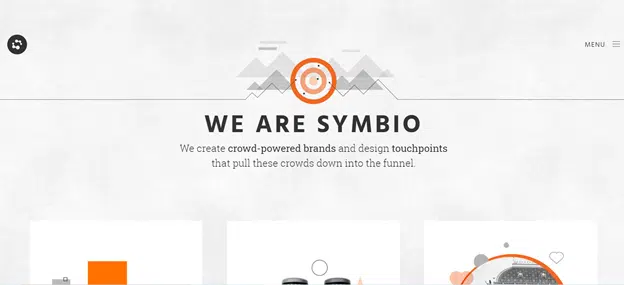 MENU
WE ARE SYMBIO
We create crowd-powered brands and design touchpoints
that pull these crowds down into the funnel.